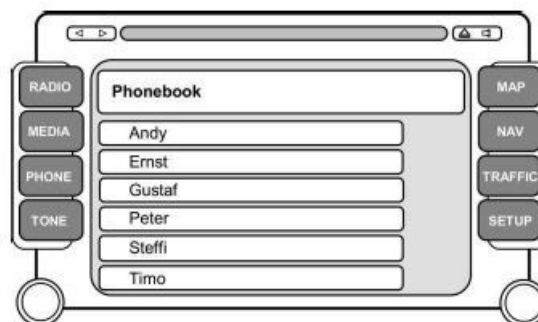 RADIO
MEDIA
PHONE
TONE
Phonebook
Andy
Ernst
Gustaf
Peter
Steffi
Timo
MAP
NAV
TRAFFIC
SETUP